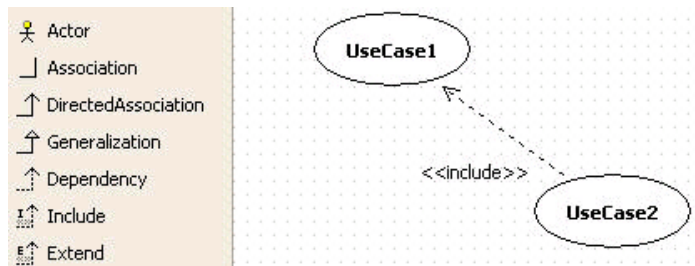 Actor
Association
DirectedAssociation
Generalization
Dependency
Include
Extend
UseCase1
<<include>>
UseCase2